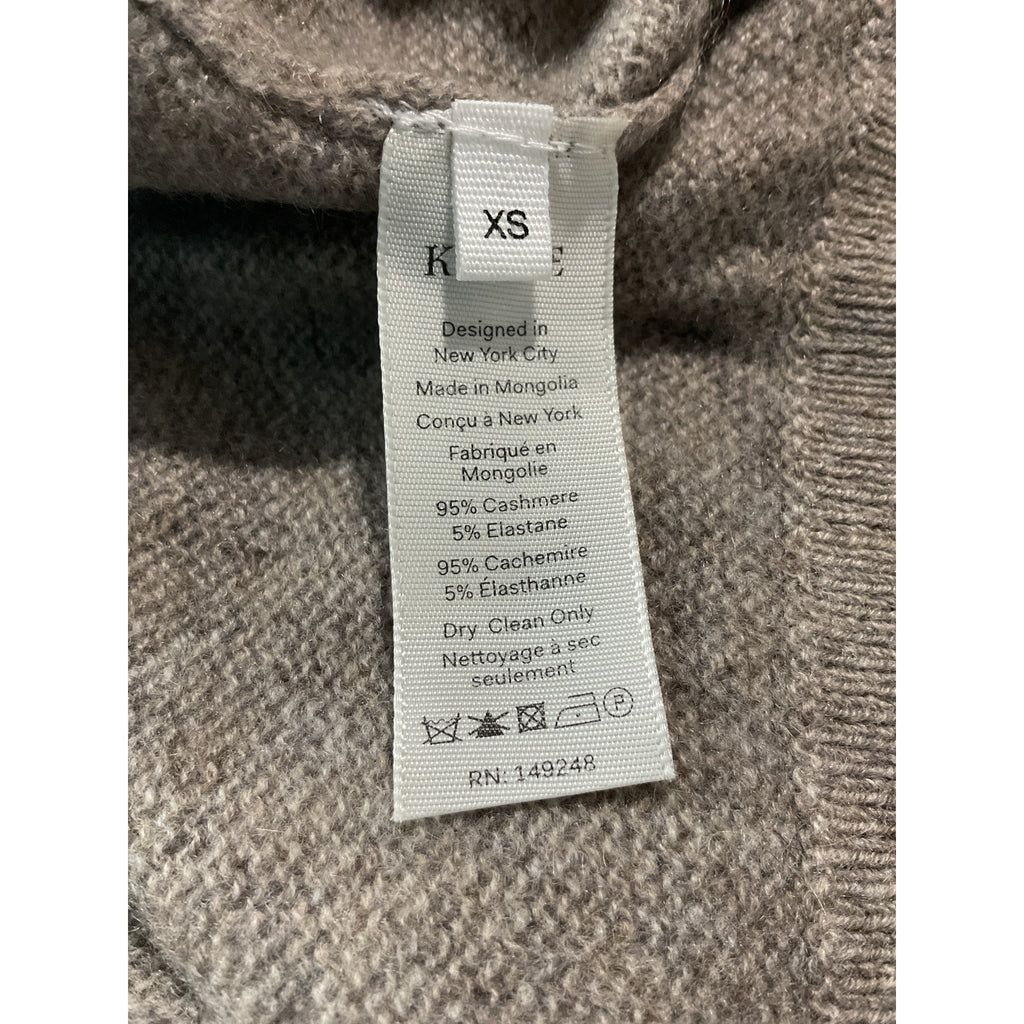 XS
Designed in
New York City
Made in Mongolia
Conçu à New York
Fabriqué en
Mongolie
95% Cashmere
5% Elastane
95% Cachemire
5% Élasthanne
Dry Clean Only
Nettoyage à sec
seulement
P
RN: 149248